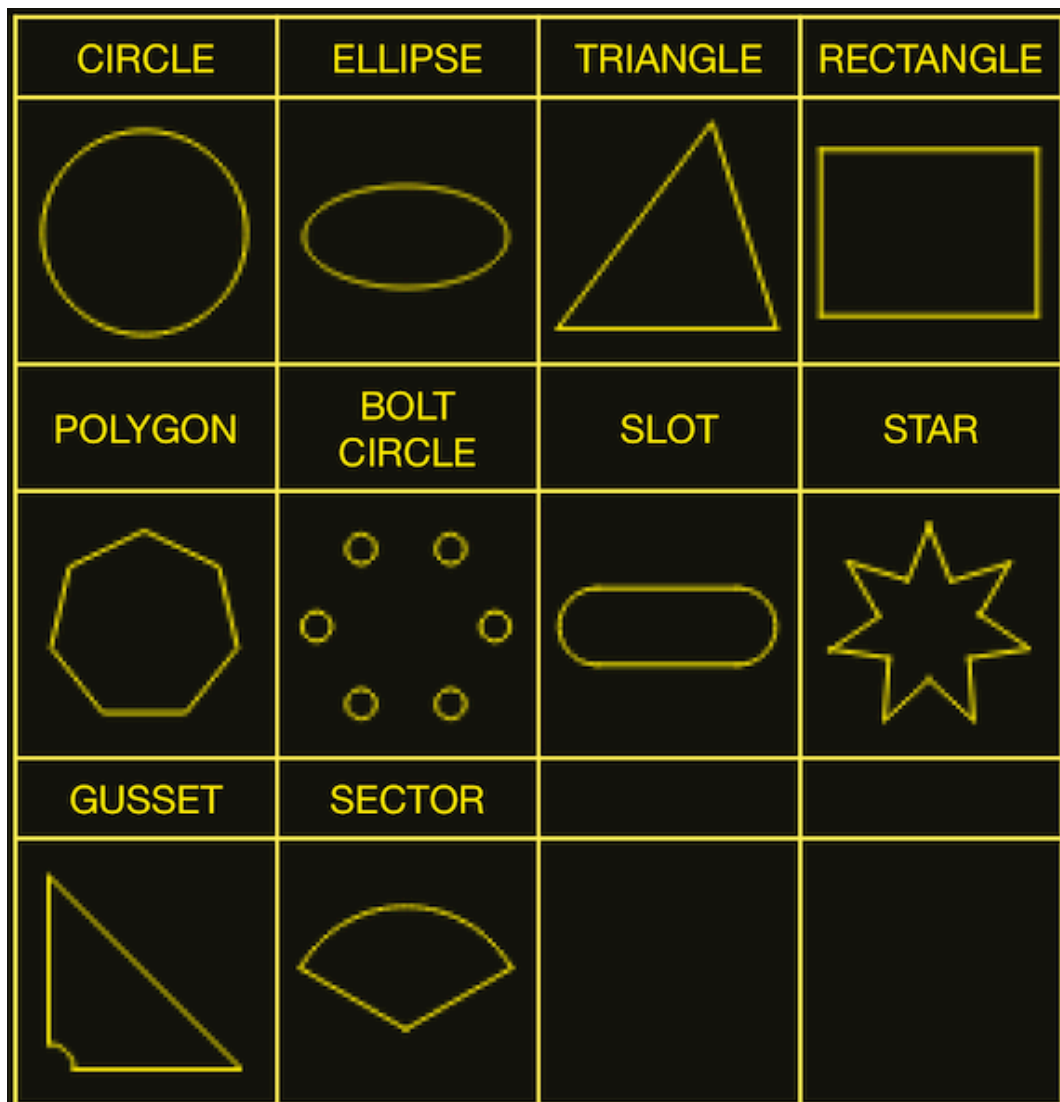 CIRCLE
ELLIPSE
TRIANGLE
RECTANGLE
POLYGON
BOLT
CIRCLE
SLOT
STAR
GUSSET
SECTOR